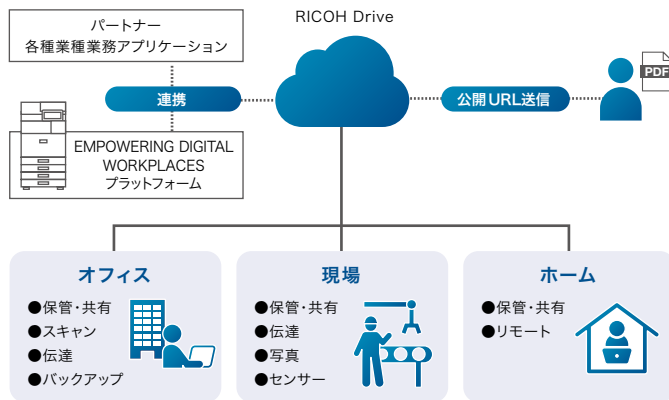 パートナー
各種業種業務アプリケーション
RICOH Drive
連携
公開URL送信
PDF
EMPOWERING DIGITAL
WORKPLACES
プラットフォーム
オフィス
●保管・共有
●スキャン
●伝達
●バックアップ
現場
●保管・共有
●伝達
●写真
●センサー
ホーム
●保管・共有
●リモート